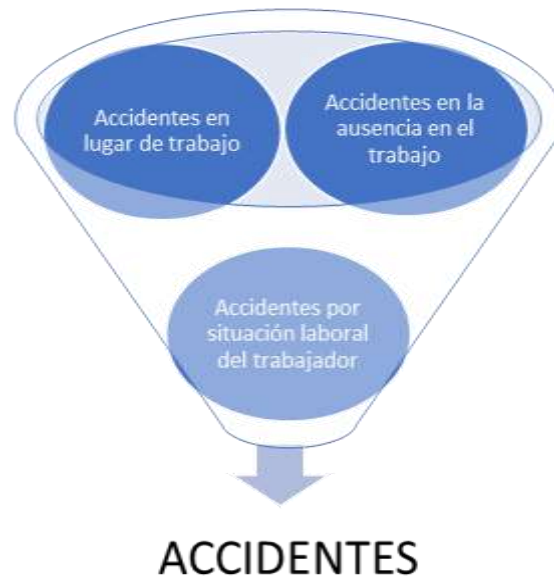 Accidentes en
lugar de trabajo
Accidentes en la
ausencia en el
trabajo
Accidentes por
situación laboral
del trabajador
ACCIDENTES